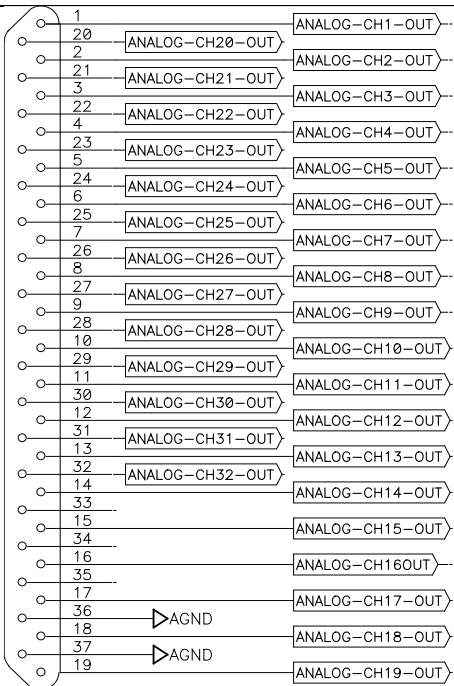 1 ANALOG-CH1-OUT
20 ANALOG-CH20-OUT
2 ANALOG-CH2-OUT
21 ANALOG-CH21-OUT
3 ANALOG-CH3-OUT
22 ANALOG-CH22-OUT
4 ANALOG-CH4-OUT
23 ANALOG-CH23-OUT
5 ANALOG-CH5-OUT
24 ANALOG-CH24-OUT
6 ANALOG-CH6-OUT
25 ANALOG-CH25-OUT
7 ANALOG-CH7-OUT
26 ANALOG-CH26-OUT
8 ANALOG-CH8-OUT
27 ANALOG-CH27-OUT
9 ANALOG-CH9-OUT
28 ANALOG-CH28-OUT
10 ANALOG-CH10-OUT
29 ANALOG-CH29-OUT
11 ANALOG-CH11-OUT
30 ANALOG-CH30-OUT
12 ANALOG-CH12-OUT
31 ANALOG-CH31-OUT
13 ANALOG-CH13-OUT
32 ANALOG-CH32-OUT
14 ANALOG-CH14-OUT
33
15 ANALOG-CH15-OUT
34
16 ANALOG-CH16OUT
35
17 ANALOG-CH17-OUT
36 AGND
18 ANALOG-CH18-OUT
37 AGND
19 ANALOG-CH19-OUT